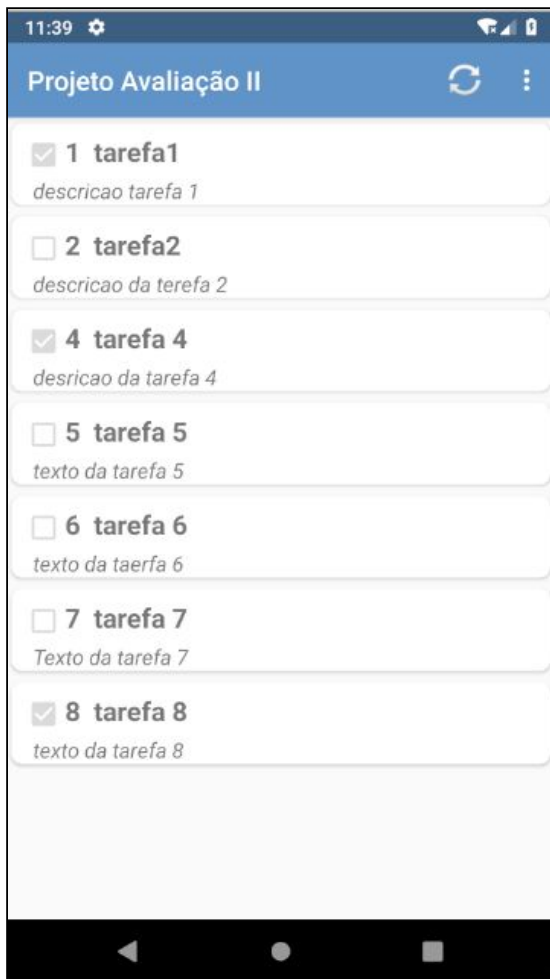 11:39
Projeto Avaliação II
1 tarefa1
descricao tarefa 1
2 tarefa2
descricao da terefa 2
4 tarefa 4
desricao da tarefa 4
5 tarefa 5
texto da tarefa 5
6 tarefa 6
texto da taerfa 6
7 tarefa 7
Texto da tarefa 7
8 tarefa 8
texto da tarefa 8